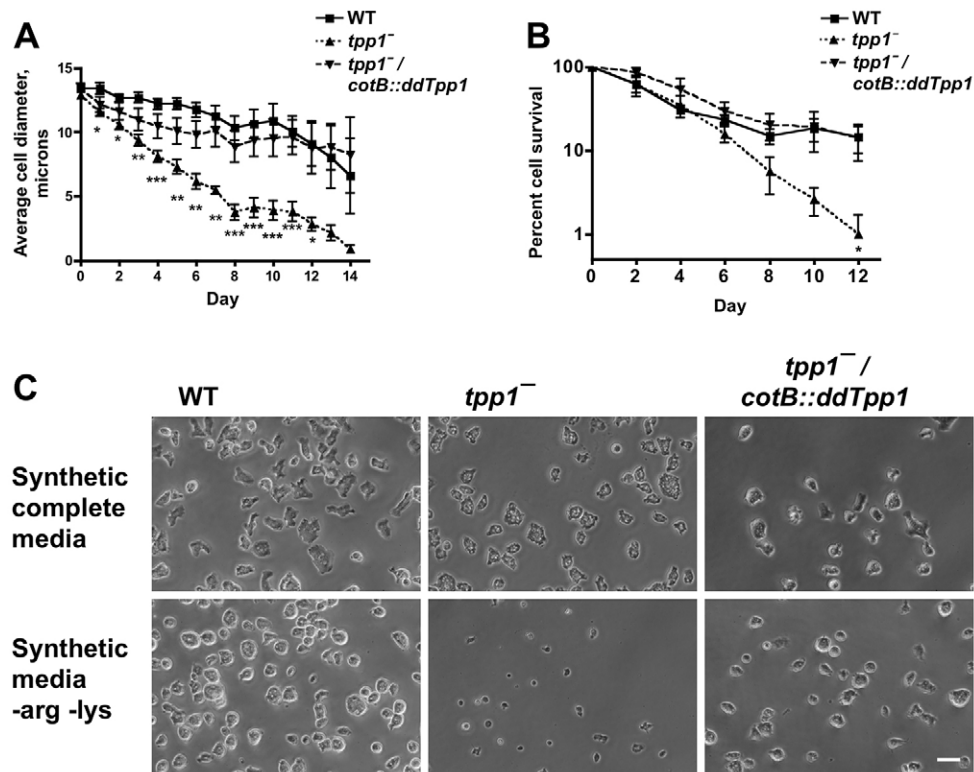 A
WT
tpp1⁻
tpp1⁻ /
cotB::ddTpp1
Average cell diameter,
microns
15
10
5
0
*
*
**
***
**
**
**
***
***
***
***
*
0 2 4 6 8 10 12 14
Day
B
WT
tpp1⁻
tpp1⁻ /
cotB::ddTpp1
Percent cell survival
100
10
1
*
0 2 4 6 8 10 12
Day
C
WT
tpp1⁻
tpp1⁻ /
cotB::ddTpp1
Synthetic
complete
media
Synthetic
media
-arg -lys